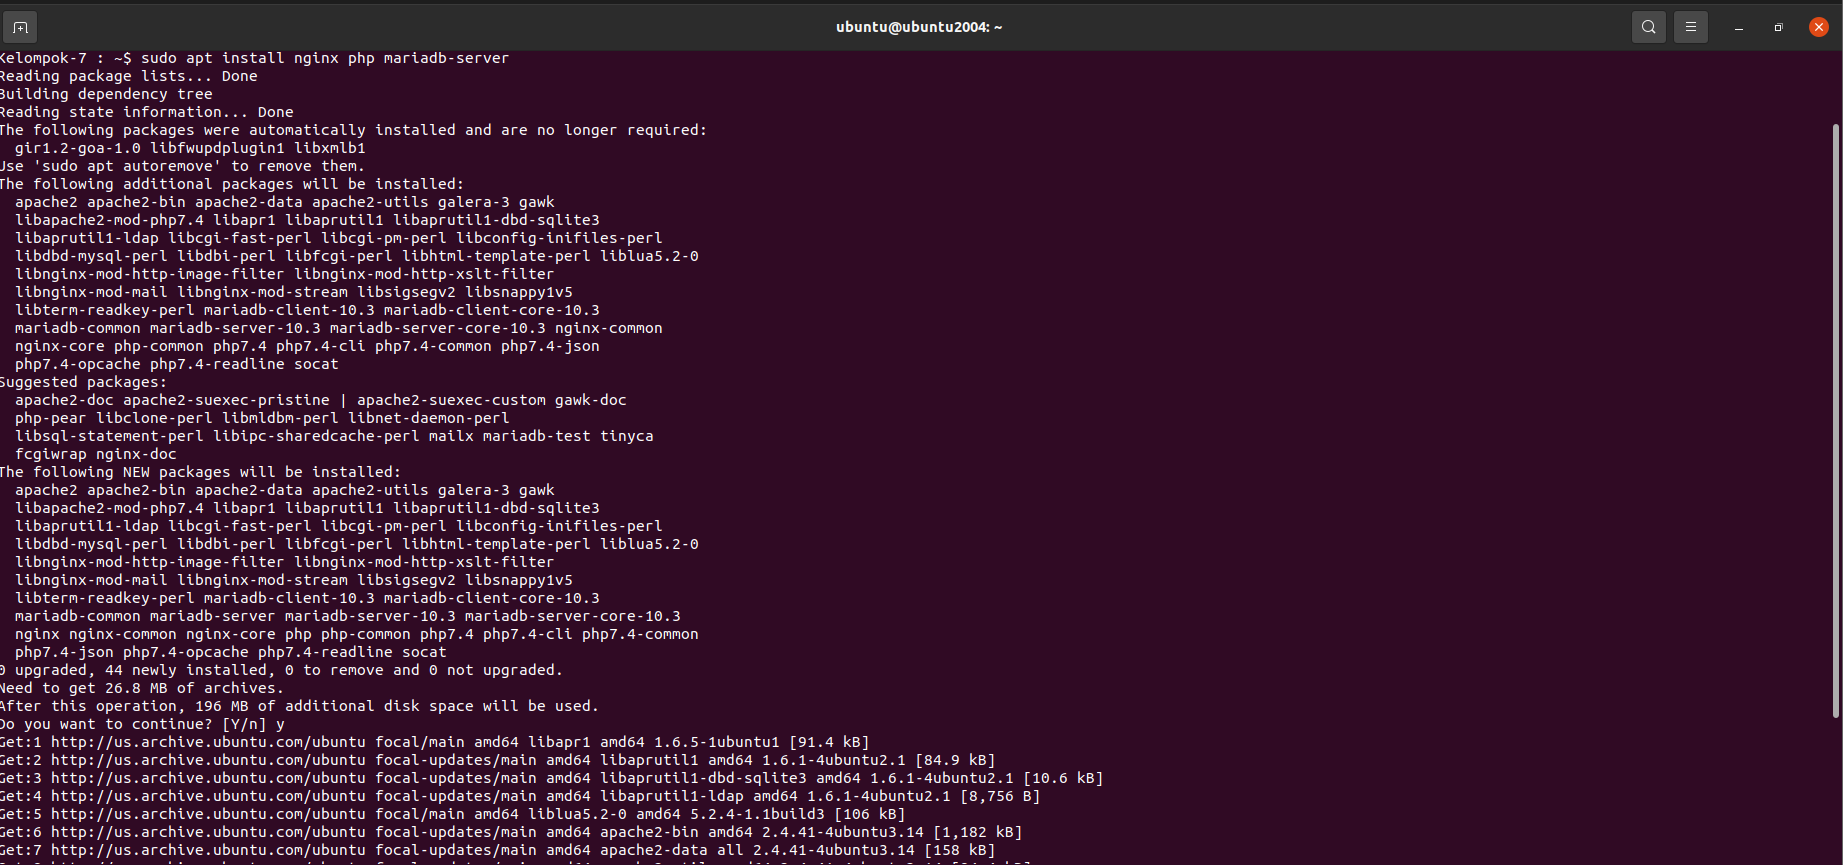 ubuntu@ubuntu2004: ~
Kelompok-7 : ~$ sudo apt install nginx php mariadb-server
Reading package lists... Done
Building dependency tree
Reading state information... Done
The following packages were automatically installed and are no longer required:
gir1.2-goa-1.0 libfwupdplugin1 libxmlb1
Use 'sudo apt autoremove' to remove them.
The following additional packages will be installed:
apache2 apache2-bin apache2-data apache2-utils galera-3 gawk
libapache2-mod-php7.4 libapr1 libaprutil1 libaprutil1-dbd-sqlite3
libaprutil1-ldap libcgi-fast-perl libcgi-pm-perl libconfig-inifiles-perl
libdbd-mysql-perl libdbi-perl libfcgi-perl libhtml-template-perl liblua5.2-0
libnginx-mod-http-image-filter libnginx-mod-http-xslt-filter
libnginx-mod-mail libnginx-mod-stream libsigsegv2 libsnappy1v5
libterm-readkey-perl mariadb-client-10.3 mariadb-client-core-10.3
mariadb-common mariadb-server-10.3 mariadb-server-core-10.3 nginx-common
nginx-core php-common php7.4 php7.4-cli php7.4-common php7.4-json
php7.4-opcache php7.4-readline socat
Suggested packages:
apache2-doc apache2-suexec-pristine | apache2-suexec-custom gawk-doc
php-pear libclone-perl libmldbm-perl libnet-daemon-perl
libsql-statement-perl libipc-sharedcache-perl mailx mariadb-test tinyca
fcgiwrap nginx-doc
The following NEW packages will be installed:
apache2 apache2-bin apache2-data apache2-utils galera-3 gawk
libapache2-mod-php7.4 libapr1 libaprutil1 libaprutil1-dbd-sqlite3
libaprutil1-ldap libcgi-fast-perl libcgi-pm-perl libconfig-inifiles-perl
libdbd-mysql-perl libdbi-perl libfcgi-perl libhtml-template-perl liblua5.2-0
libnginx-mod-http-image-filter libnginx-mod-http-xslt-filter
libnginx-mod-mail libnginx-mod-stream libsigsegv2 libsnappy1v5
libterm-readkey-perl mariadb-client-10.3 mariadb-client-core-10.3
mariadb-common mariadb-server mariadb-server-10.3 mariadb-server-core-10.3
nginx nginx-common nginx-core php php-common php7.4 php7.4-cli php7.4-common
php7.4-json php7.4-opcache php7.4-readline socat
0 upgraded, 44 newly installed, 0 to remove and 0 not upgraded.
Need to get 26.8 MB of archives.
After this operation, 196 MB of additional disk space will be used.
Do you want to continue? [Y/n] y
Get:1 http://us.archive.ubuntu.com/ubuntu focal/main amd64 libapr1 amd64 1.6.5-1ubuntu1 [91.4 kB]
Get:2 http://us.archive.ubuntu.com/ubuntu focal-updates/main amd64 libaprutil1 amd64 1.6.1-4ubuntu2.1 [84.9 kB]
Get:3 http://us.archive.ubuntu.com/ubuntu focal-updates/main amd64 libaprutil1-dbd-sqlite3 amd64 1.6.1-4ubuntu2.1 [10.6 kB]
Get:4 http://us.archive.ubuntu.com/ubuntu focal-updates/main amd64 libaprutil1-ldap amd64 1.6.1-4ubuntu2.1 [8,756 B]
Get:5 http://us.archive.ubuntu.com/ubuntu focal/main amd64 liblua5.2-0 amd64 5.2.4-1.1build3 [106 kB]
Get:6 http://us.archive.ubuntu.com/ubuntu focal-updates/main amd64 apache2-bin amd64 2.4.41-4ubuntu3.14 [1,182 kB]
Get:7 http://us.archive.ubuntu.com/ubuntu focal-updates/main amd64 apache2-data all 2.4.41-4ubuntu3.14 [158 kB]